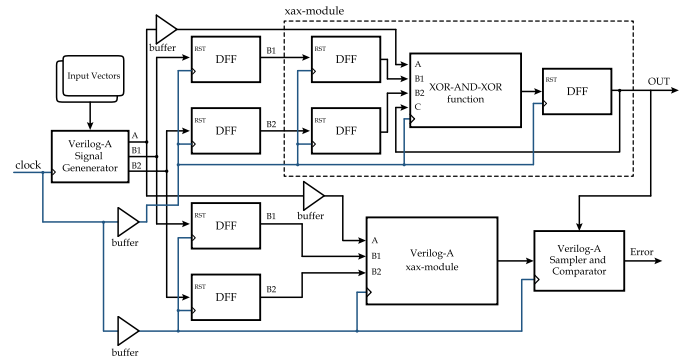 xax-module
buffer
RST
DFF
B1
RST
DFF
A
B1
B2
C
XOR-AND-XOR
function
RST
DFF
OUT
Input Vectors
RST
DFF
B2
RST
DFF
Verilog-A
Signal
Genenerator
A
B1
B2
clock
buffer
buffer
RST
DFF
B1
A
B1
B2
Verilog-A
xax-module
Verilog-A
Sampler and
Comparator
Error
RST
DFF
B2
buffer